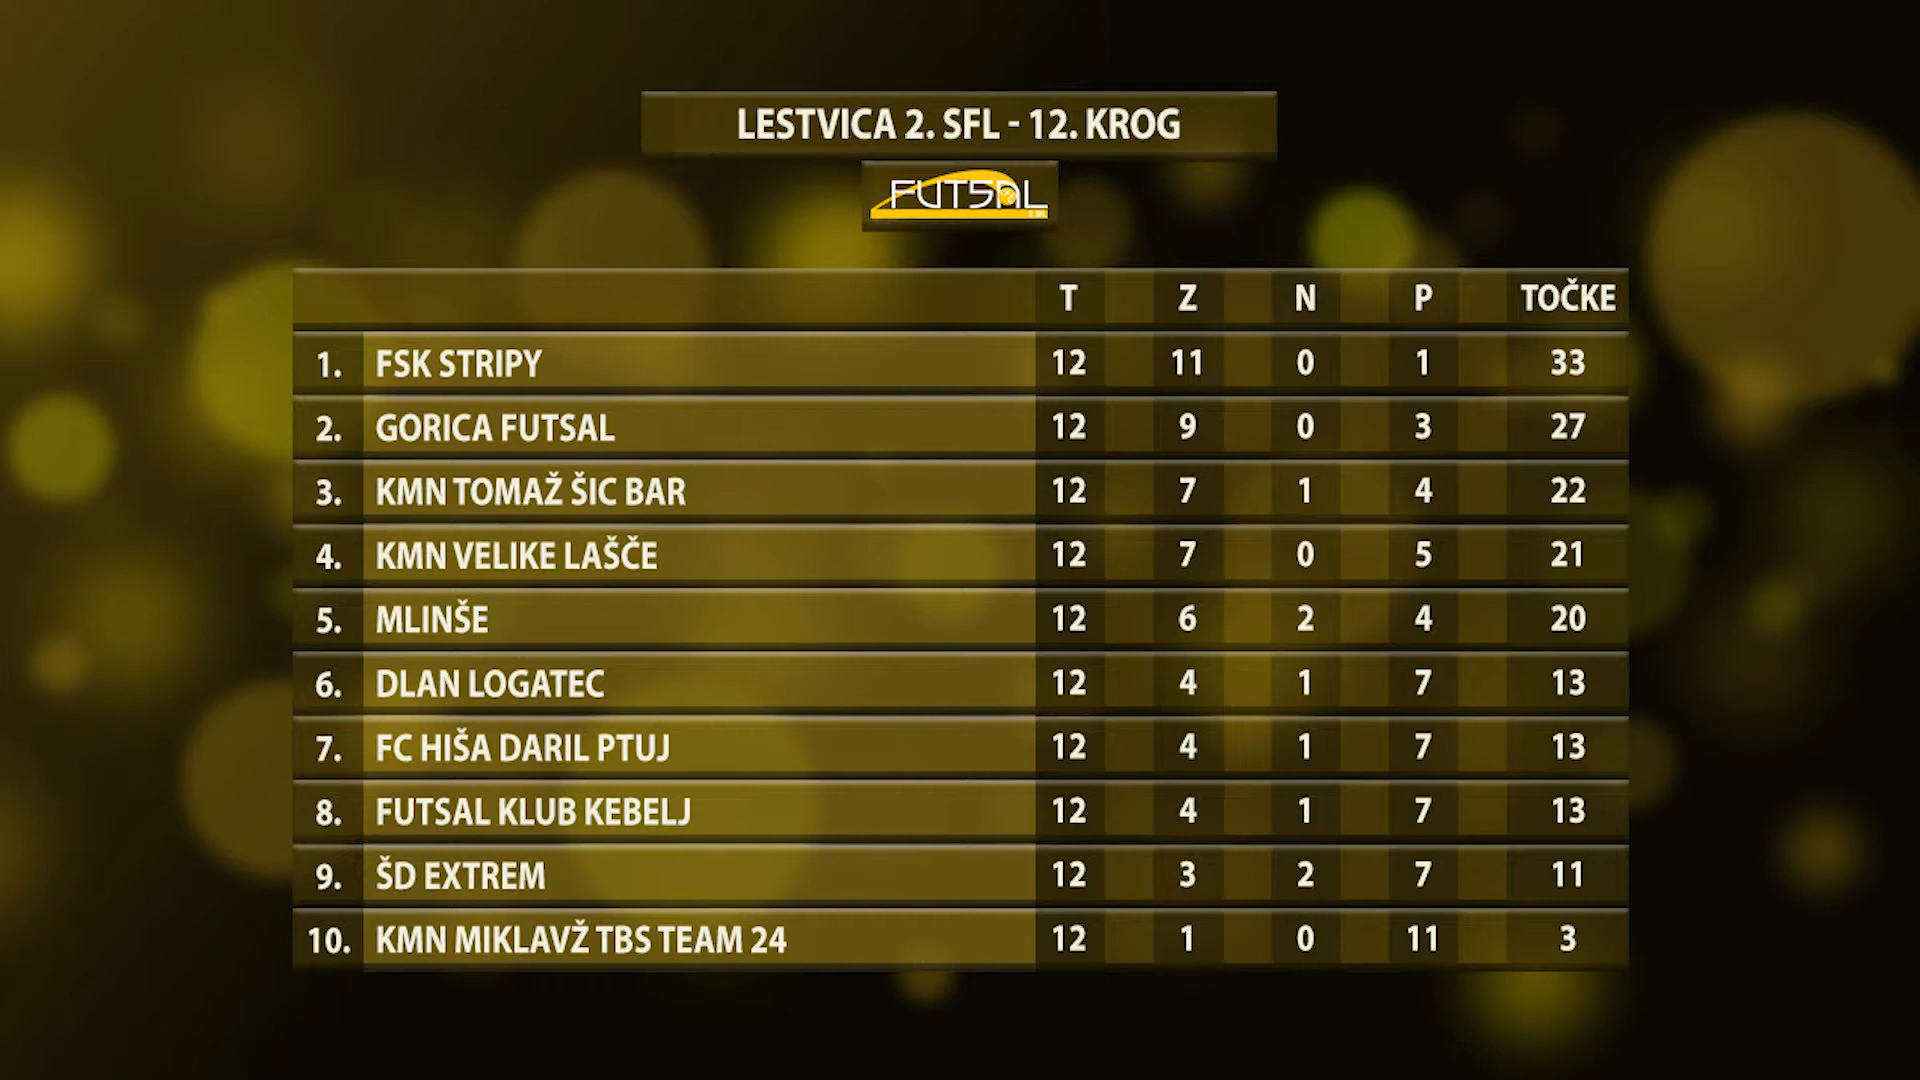 LESTVICA 2. SFL - 12. KROG
FUTSAL
2. SFL
T Z N P TOČKE
1. FSK STRIPY 12 11 0 1 33
2. GORICA FUTSAL 12 9 0 3 27
3. KMN TOMAŽ ŠIC BAR 12 7 1 4 22
4. KMN VELIKE LAŠČE 12 7 0 5 21
5. MLINŠE 12 6 2 4 20
6. DLAN LOGATEC 12 4 1 7 13
7. FC HIŠA DARIL PTUJ 12 4 1 7 13
8. FUTSAL KLUB KEBELJ 12 4 1 7 13
9. ŠD EXTREM 12 3 2 7 11
10. KMN MIKLAVŽ TBS TEAM 24 12 1 0 11 3